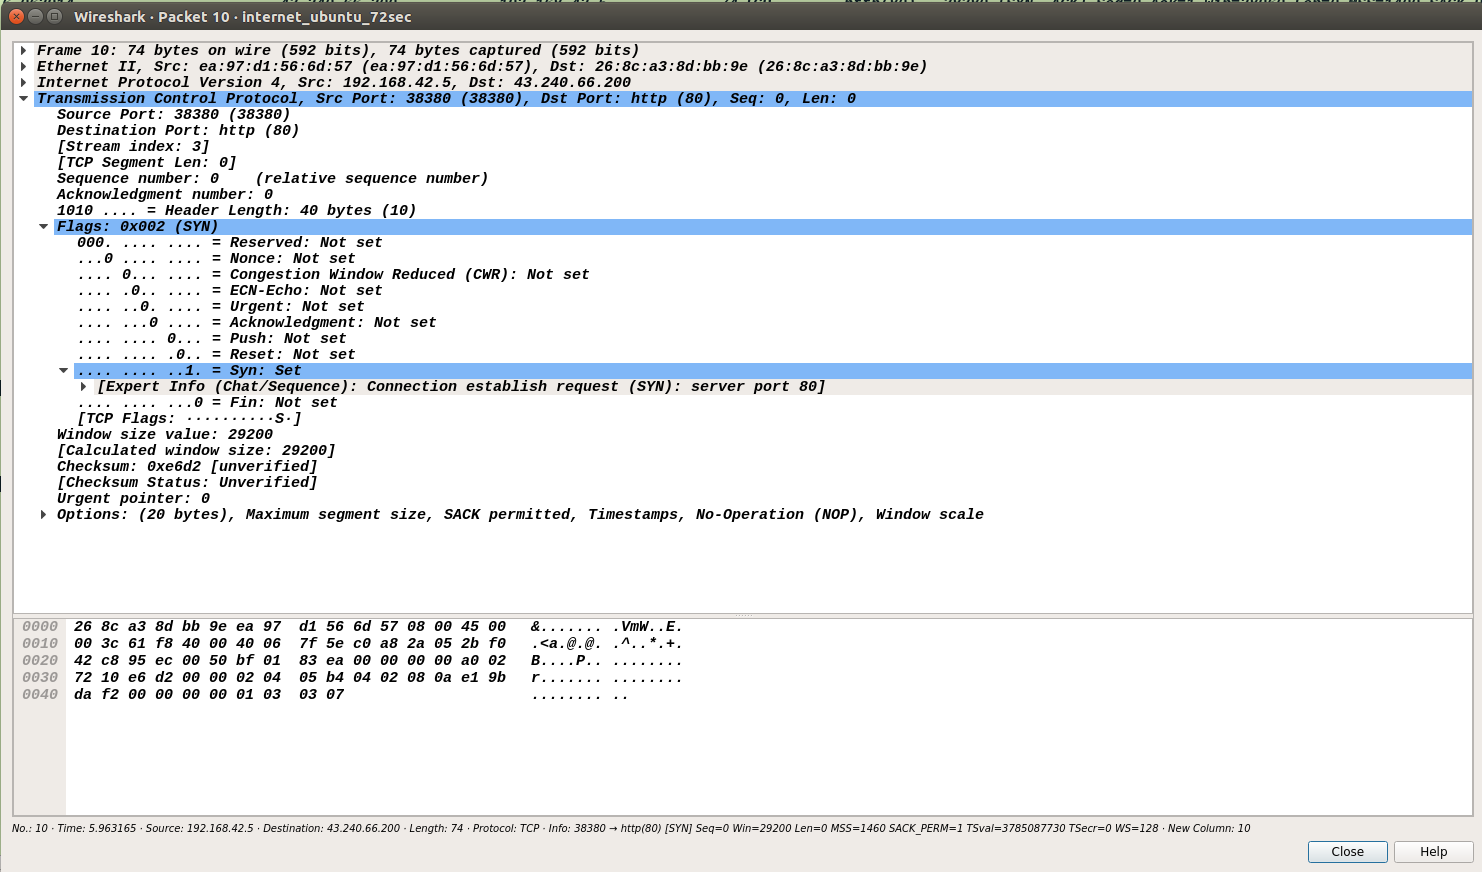 Wireshark · Packet 10 · internet_ubuntu_72sec
Frame 10: 74 bytes on wire (592 bits), 74 bytes captured (592 bits)
Ethernet II, Src: ea:97:d1:56:6d:57 (ea:97:d1:56:6d:57), Dst: 26:8c:a3:8d:bb:9e (26:8c:a3:8d:bb:9e)
Internet Protocol Version 4, Src: 192.168.42.5, Dst: 43.240.66.200
Transmission Control Protocol, Src Port: 38380 (38380), Dst Port: http (80), Seq: 0, Len: 0
Source Port: 38380 (38380)
Destination Port: http (80)
[Stream index: 3]
[TCP Segment Len: 0]
Sequence number: 0    (relative sequence number)
Acknowledgment number: 0
1010 .... = Header Length: 40 bytes (10)
Flags: 0x002 (SYN)
000. .... .... = Reserved: Not set
...0 .... .... = Nonce: Not set
.... 0... .... = Congestion Window Reduced (CWR): Not set
.... .0.. .... = ECN-Echo: Not set
.... ..0. .... = Urgent: Not set
.... ...0 .... = Acknowledgment: Not set
.... .... 0... = Push: Not set
.... .... .0.. = Reset: Not set
.... .... ..1. = Syn: Set
[Expert Info (Chat/Sequence): Connection establish request (SYN): server port 80]
.... .... ...0 = Fin: Not set
[TCP Flags: ··········S·]
Window size value: 29200
[Calculated window size: 29200]
Checksum: 0xe6d2 [unverified]
[Checksum Status: Unverified]
Urgent pointer: 0
Options: (20 bytes), Maximum segment size, SACK permitted, Timestamps, No-Operation (NOP), Window scale
0000 26 8c a3 8d bb 9e ea 97 d1 56 6d 57 08 00 45 00 &....... .VmW..E.
0010 00 3c 61 f8 40 00 40 06 7f 5e c0 a8 2a 05 2b f0 .<a.@.@. .^..*.+.
0020 42 c8 95 ec 00 50 bf 01 83 ea 00 00 00 00 a0 02 B....P.. ........
0030 72 10 e6 d2 00 00 02 04 05 b4 04 02 08 0a e1 9b r....... ........
0040 da f2 00 00 00 00 01 03 03 07 ........ ..
No.: 10 · Time: 5.963165 · Source: 192.168.42.5 · Destination: 43.240.66.200 · Length: 74 · Protocol: TCP · Info: 38380 → http(80) [SYN] Seq=0 Win=29200 Len=0 MSS=1460 SACK_PERM=1 TSval=3785087730 TSecr=0 WS=128 · New Column: 10
Close Help